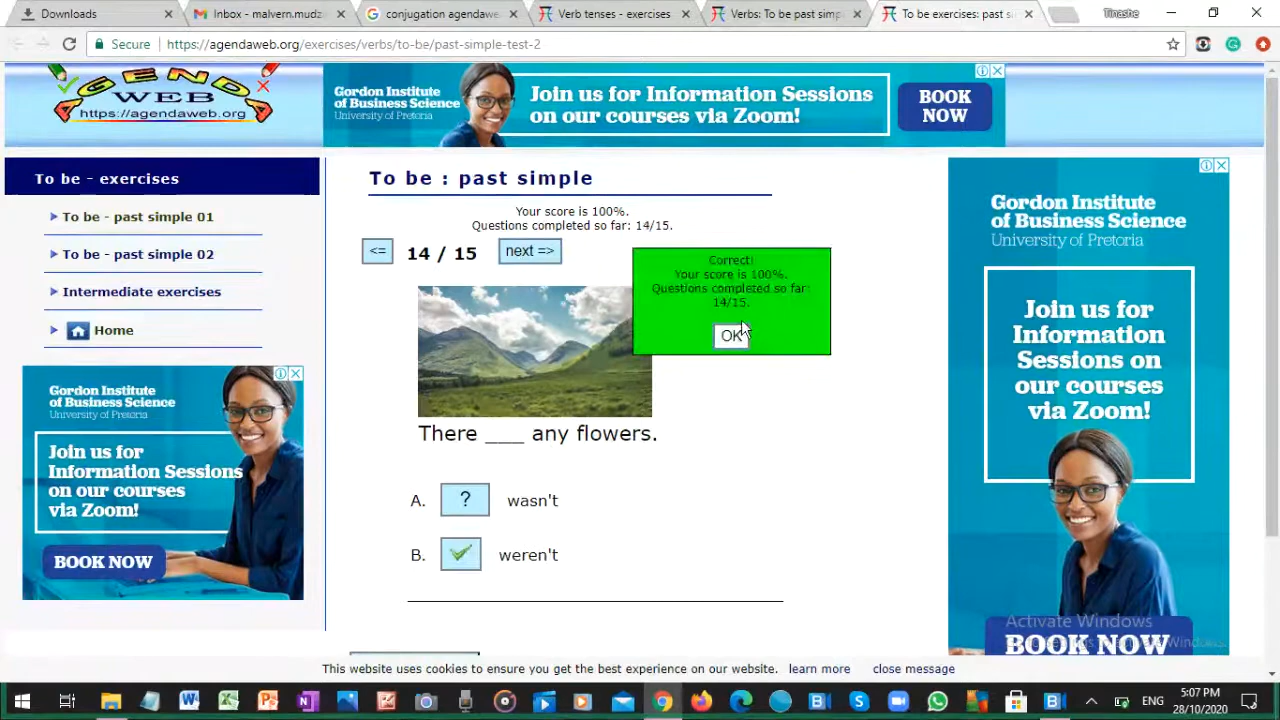 Downloads
Inbox - malvern.mudz
conjugation agendawe
Verb tenses - exercises
Verbs: To be past simp
To be exercises: past si
Tinashe
Secure
https://agendaweb.org/exercises/verbs/to-be/past-simple-test-2
GEND
WEB
https://agendaweb.org
Gordon Institute
of Business Science
University of Pretoria
Join us for Information Sessions
on our courses via Zoom!
BOOK
NOW
To be - exercises
To be - past simple 01
To be - past simple 02
Intermediate exercises
Home
Gordon Institute
of Business Science
University of Pretoria
Join us for
Information Sessions
on our courses
via Zoom!
BOOK NOW
To be : past simple
Your score is 100%.
Questions completed so far: 14/15.
<=
14 / 15
next =>
Correct!
Your score is 100%.
Questions completed so far:
14/15.
OK
There ___ any flowers.
A. ? wasn't
B. weren't
Gordon Institute
of Business Science
University of Pretoria
Join us for
Information
Sessions on
our courses
via Zoom!
BOOK NOW
Activate Windows
Windows.
This website uses cookies to ensure you get the best experience on our website.
learn more
close message
ENG
5:07 PM
28/10/2020